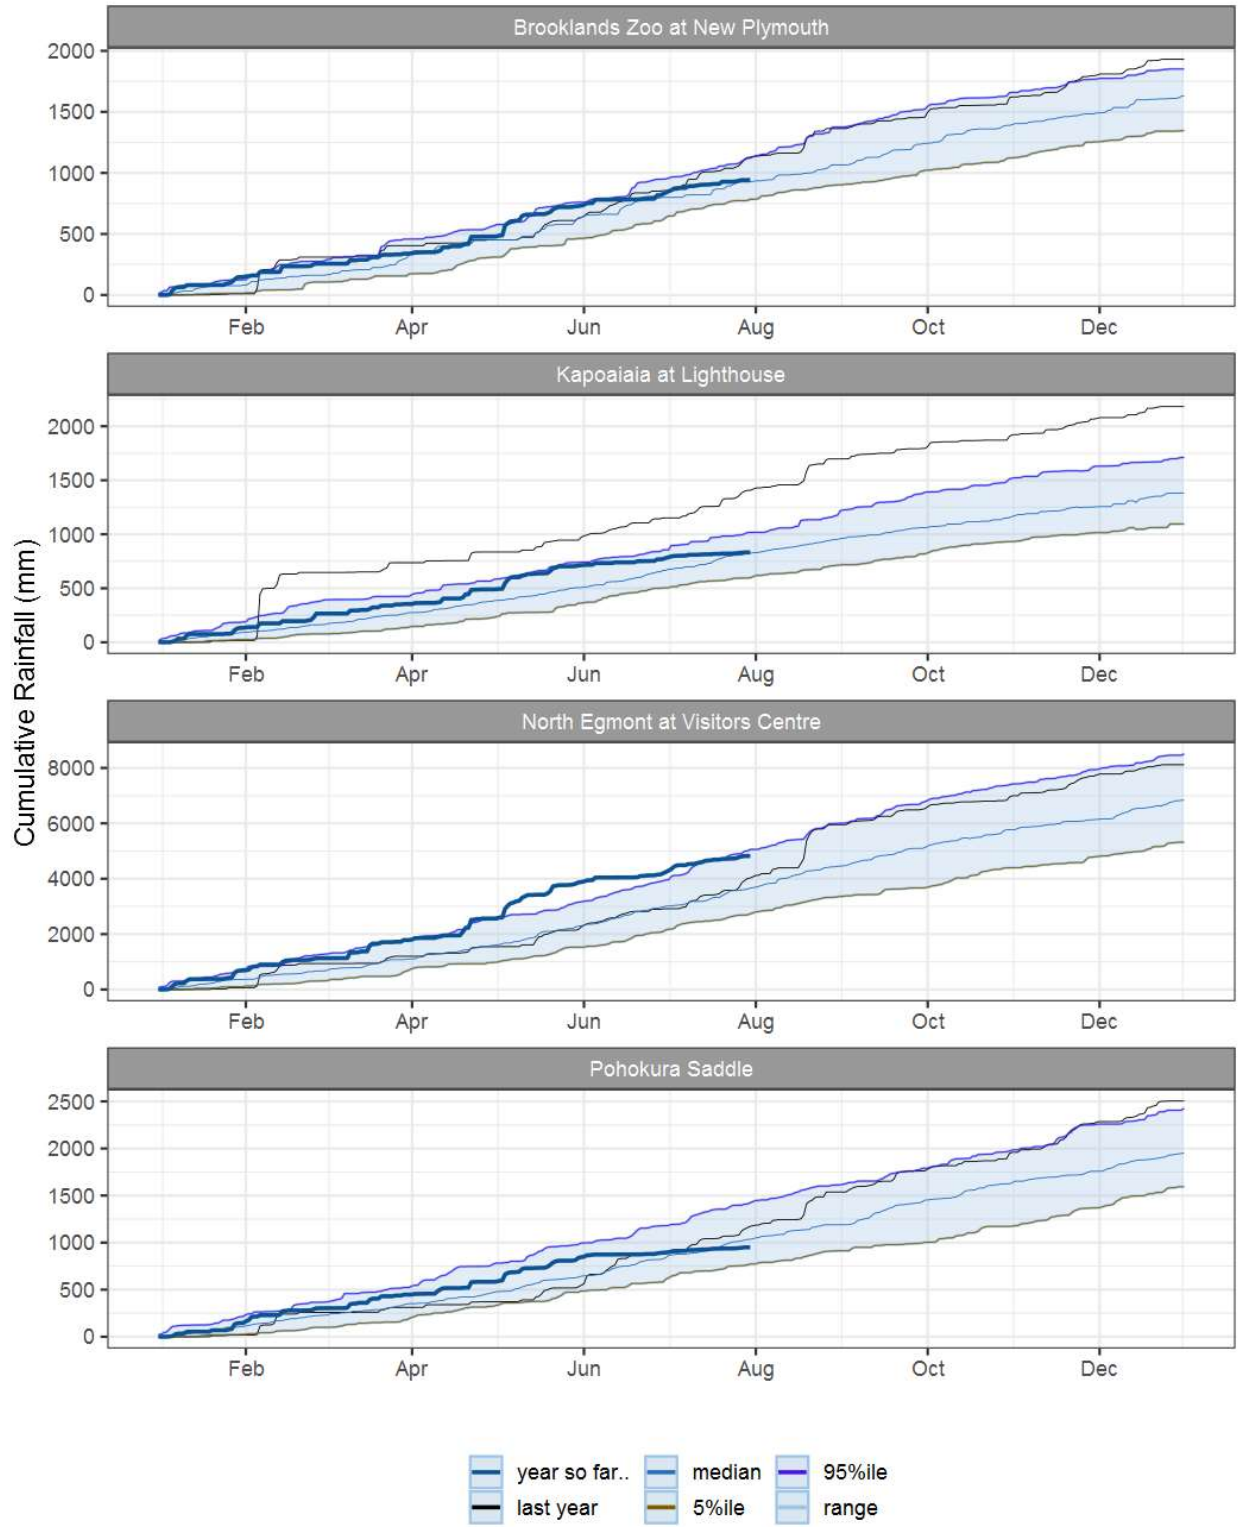 Brooklands Zoo at New Plymouth
2000
1500
1000
500
0
Feb Apr Jun Aug Oct Dec
Kapoaiaia at Lighthouse
2000
1500
1000
500
0
Feb Apr Jun Aug Oct Dec
Cumulative Rainfall (mm)
North Egmont at Visitors Centre
8000
6000
4000
2000
0
Feb Apr Jun Aug Oct Dec
Pohokura Saddle
2500
2000
1500
1000
500
0
Feb Apr Jun Aug Oct Dec
year so far.. median 95%ile
last year 5%ile range